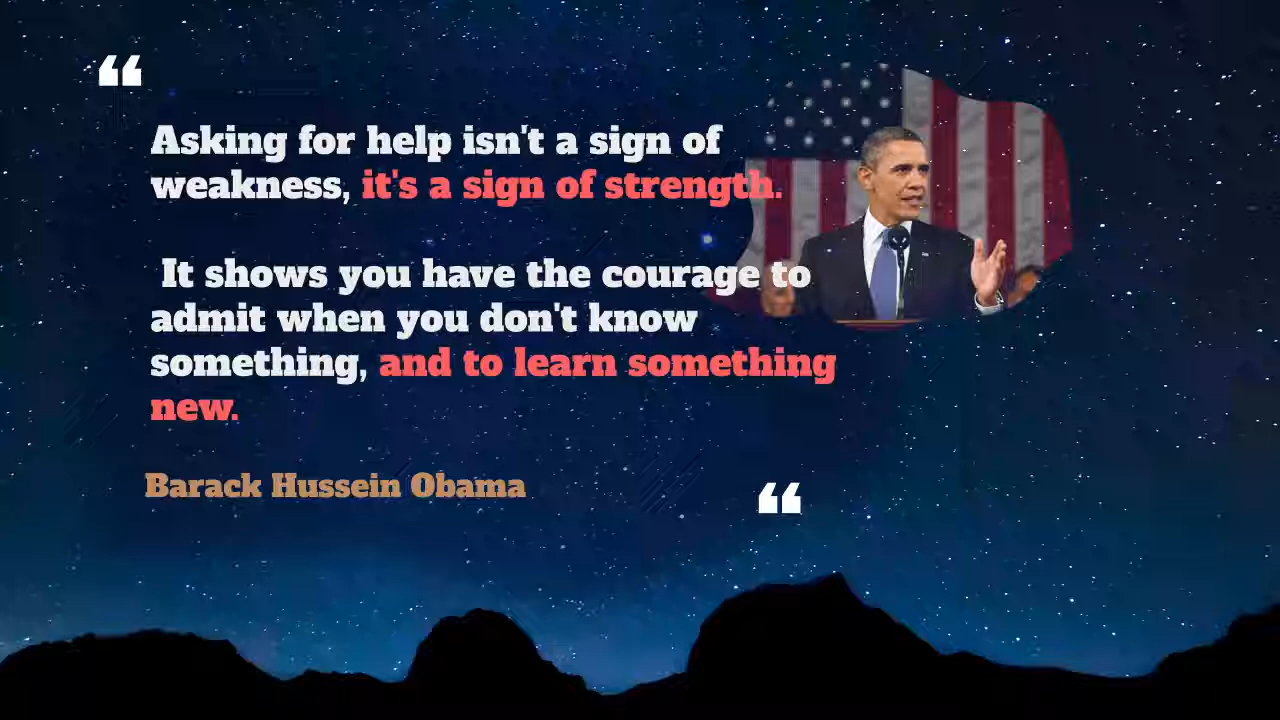 ❝
Asking for help isn't a sign of
weakness, it's a sign of strength.
It shows you have the courage to
admit when you don't know
something, and to learn something
new.
Barack Hussein Obama
❝